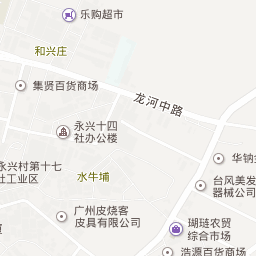 乐购超市
和兴庄
集贤百货商场
龙河中路
永兴十四
社办公楼
华钠
永兴村第十七
社工业区
水牛埔
台风美发
器械公司
广州皮烧客
皮具有限公司
瑚琏农贸
综合市场
浩源百货商场